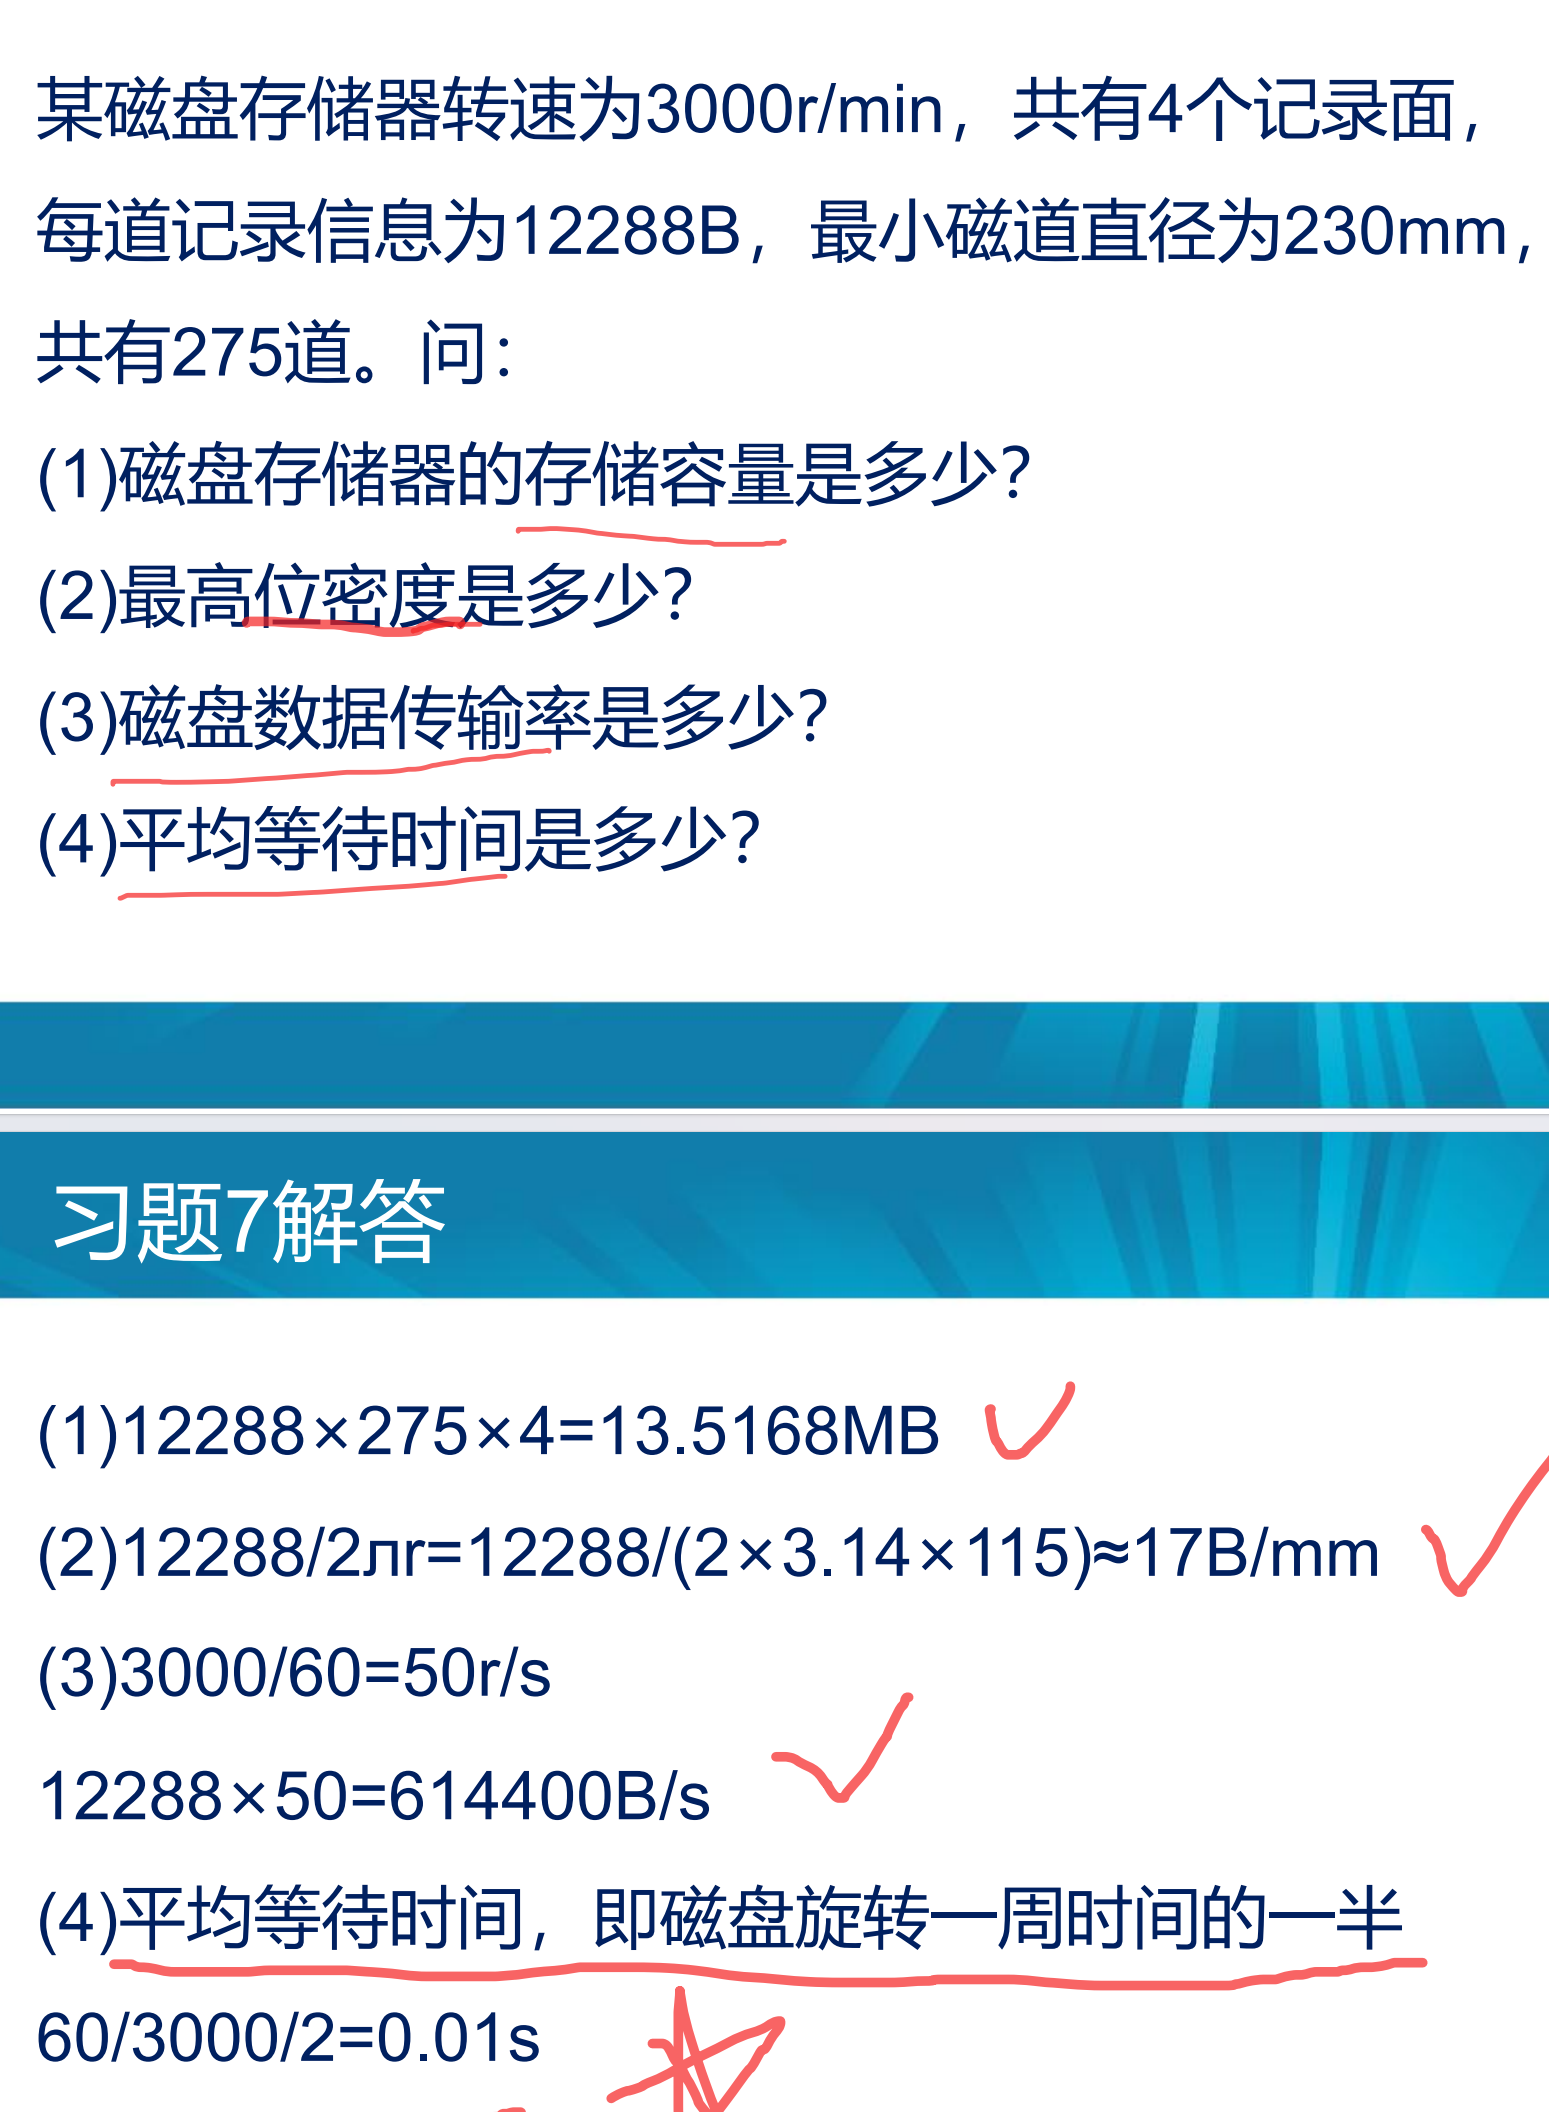 某磁盘存储器转速为3000r/min，共有4个记录面，
每道记录信息为12288B，最小磁道直径为230mm，
共有275道。问：
(1)磁盘存储器的存储容量是多少？
(2)最高位密度是多少？
(3)磁盘数据传输率是多少？
(4)平均等待时间是多少？
习题7解答
(1)12288×275×4=13.5168MB
(2)12288/2лr=12288/(2×3.14×115)≈17B/mm
(3)3000/60=50r/s
12288×50=614400B/s
(4)平均等待时间，即磁盘旋转一周时间的一半
60/3000/2=0.01s